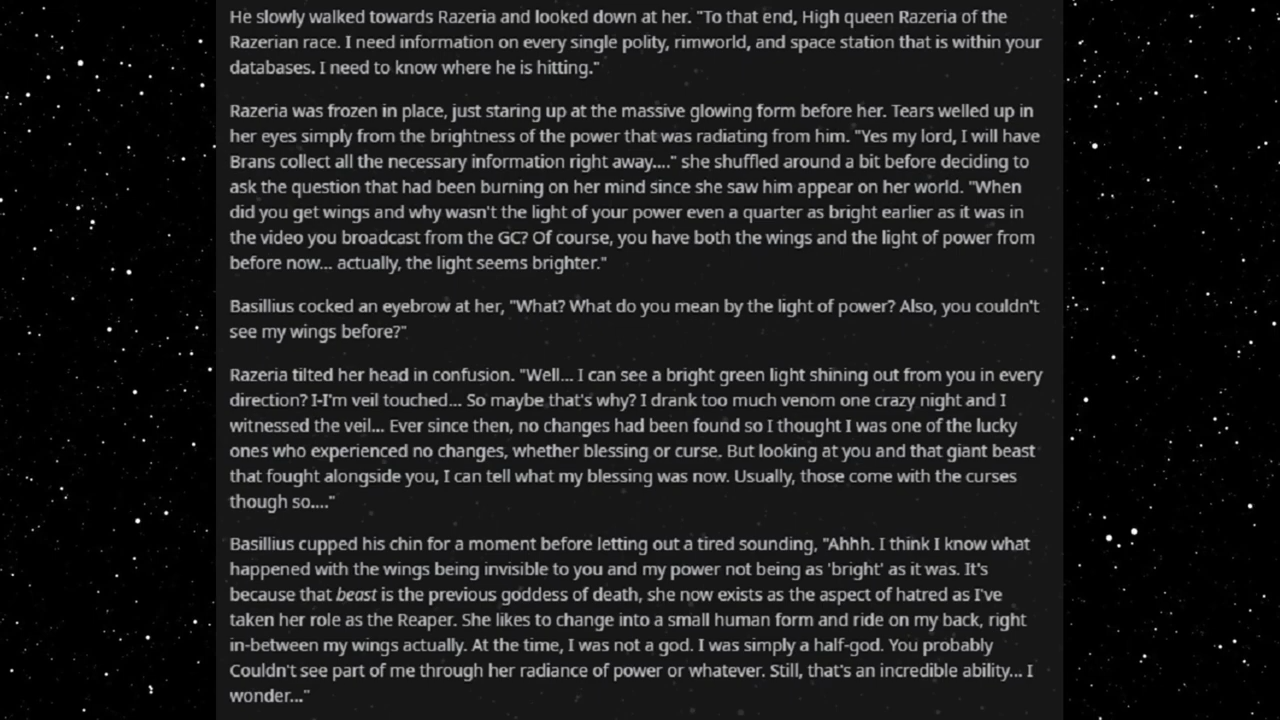 He slowly walked towards Razeria and looked down at her. "To that end, High queen Razeria of the
Razerian race. I need information on every single polity, rimworld, and space station that is within your
databases. I need to know where he is hitting."
Razeria was frozen in place, just staring up at the massive glowing form before her. Tears welled up in
her eyes simply from the brightness of the power that was radiating from him. "Yes my lord, I will have
Brans collect all the necessary information right away...." she shuffled around a bit before deciding to
ask the question that had been burning on her mind since she saw him appear on her world. "When
did you get wings and why wasn't the light of your power even a quarter as bright earlier as it was in
the video you broadcast from the GC? Of course, you have both the wings and the light of power from
before now... actually, the light seems brighter."
Basillius cocked an eyebrow at her, "What? What do you mean by the light of power? Also, you couldn't
see my wings before?"
Razeria tilted her head in confusion. "Well... I can see a bright green light shining out from you in every
direction? I-I'm veil touched... So maybe that's why? I drank too much venom one crazy night and I
witnessed the veil... Ever since then, no changes had been found so I thought I was one of the lucky
ones who experienced no changes, whether blessing or curse. But looking at you and that giant beast
that fought alongside you, I can tell what my blessing was now. Usually, those come with the curses
though so...."
Basillius cupped his chin for a moment before letting out a tired sounding, "Ahhh. I think I know what
happened with the wings being invisible to you and my power not being as 'bright' as it was. It's
because that beast is the previous goddess of death, she now exists as the aspect of hatred as I've
taken her role as the Reaper. She likes to change into a small human form and ride on my back, right
in-between my wings actually. At the time, I was not a god. I was simply a half-god. You probably
Couldn't see part of me through her radiance of power or whatever. Still, that's an incredible ability... I
wonder..."